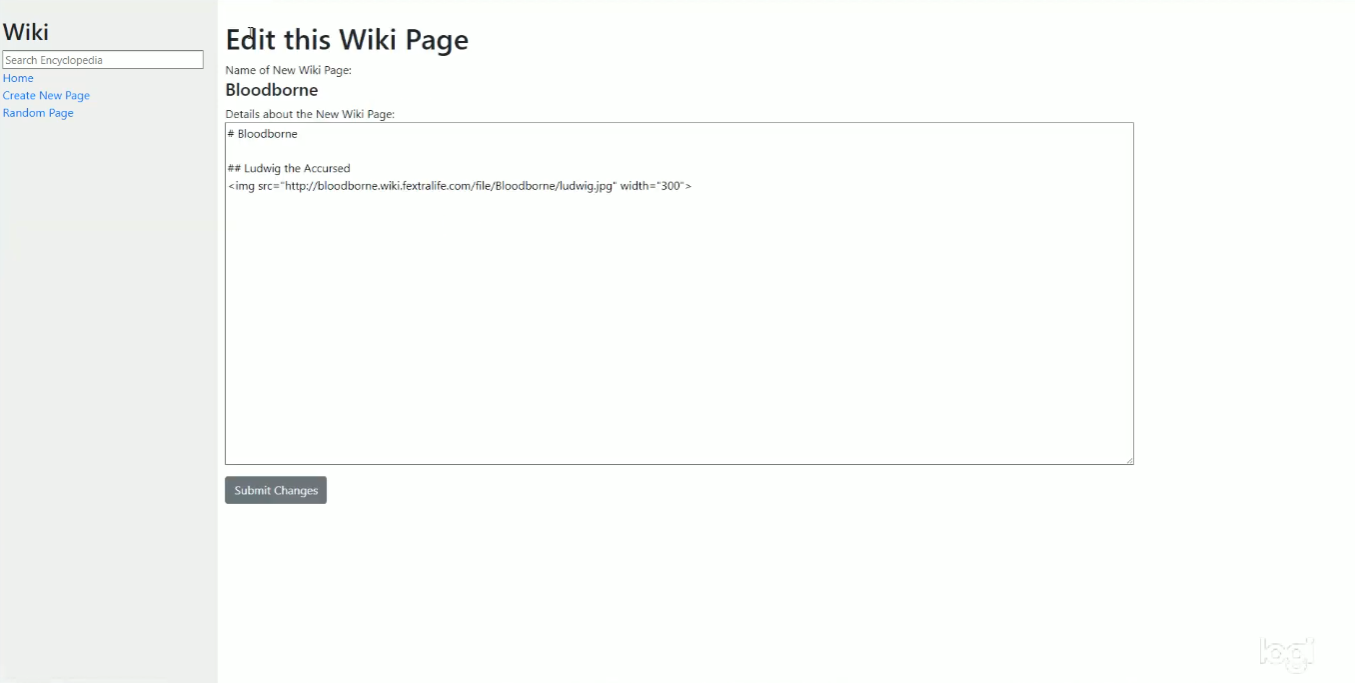 Wiki
Search Encyclopedia
Home
Create New Page
Random Page
Edit this Wiki Page
Name of New Wiki Page:
Bloodborne
Details about the New Wiki Page:
# Bloodborne
## Ludwig the Accursed
<img src="http://bloodborne.wiki.fextralife.com/file/Bloodborne/ludwig.jpg" width="300">
Submit Changes
logi